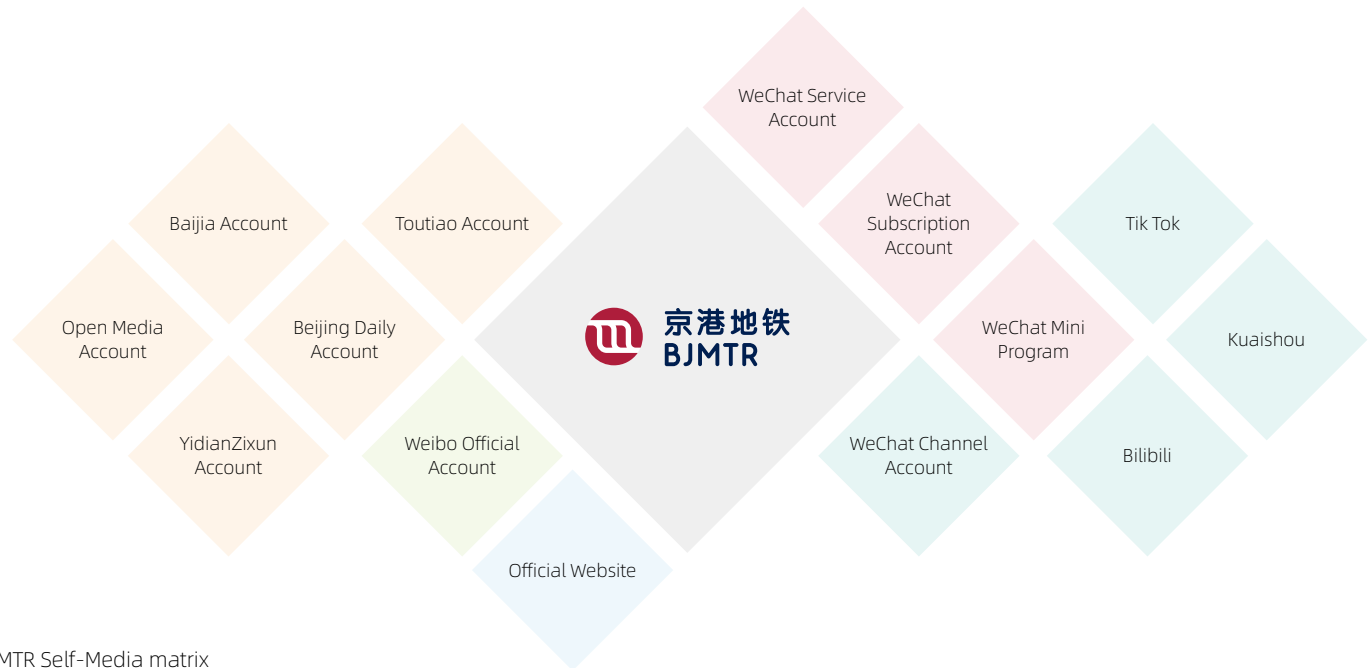 WeChat Service
Account
WeChat
Subscription
Account
Baijia Account
Toutiao Account
Tik Tok
Open Media
Account
Beijing Daily
Account
京港地铁
BJMTR
WeChat Mini
Program
Kuaishou
YidianZixun
Account
Weibo Official
Account
WeChat Channel
Account
Bilibili
Official Website
MTR Self-Media matrix